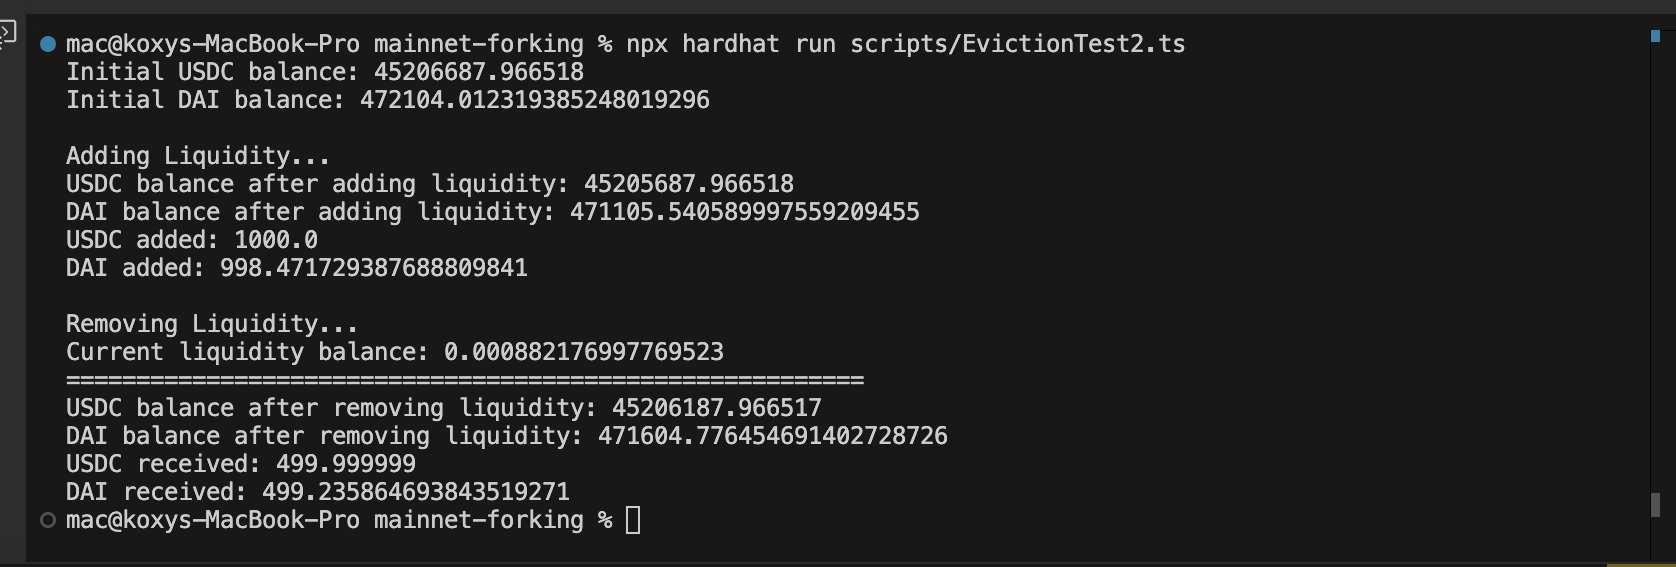 mac@koxys-MacBook-Pro mainnet-forking % npx hardhat run scripts/EvictionTest2.ts
Initial USDC balance: 45206687.966518
Initial DAI balance: 472104.012319385248019296
Adding Liquidity...
USDC balance after adding liquidity: 45205687.966518
DAI balance after adding liquidity: 471105.540589997559209455
USDC added: 1000.0
DAI added: 998.471729387688809841
Removing Liquidity...
Current liquidity balance: 0.000882176997769523
=========================================================
USDC balance after removing liquidity: 45206187.966517
DAI balance after removing liquidity: 471604.776454691402728726
USDC received: 499.999999
DAI received: 499.235864693843519271
mac@koxys-MacBook-Pro mainnet-forking %